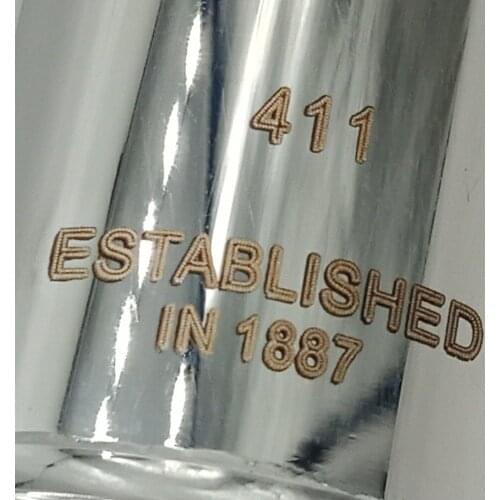 411
ESTABLISHED
IN 1887